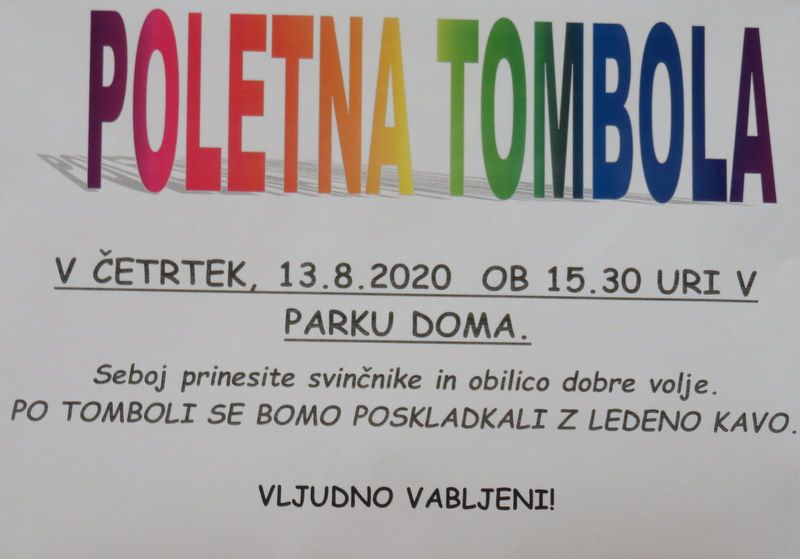 POLETNA TOMBOLA
V ČETRTEK, 13.8.2020 OB 15.30 URI V
PARKU DOMA.
Seboj prinesite svinčnike in obilico dobre volje.
PO TOMBOLI SE BOMO POSKLADKALI Z LEDENO KAVO.
VLJUDNO VABLJENI!